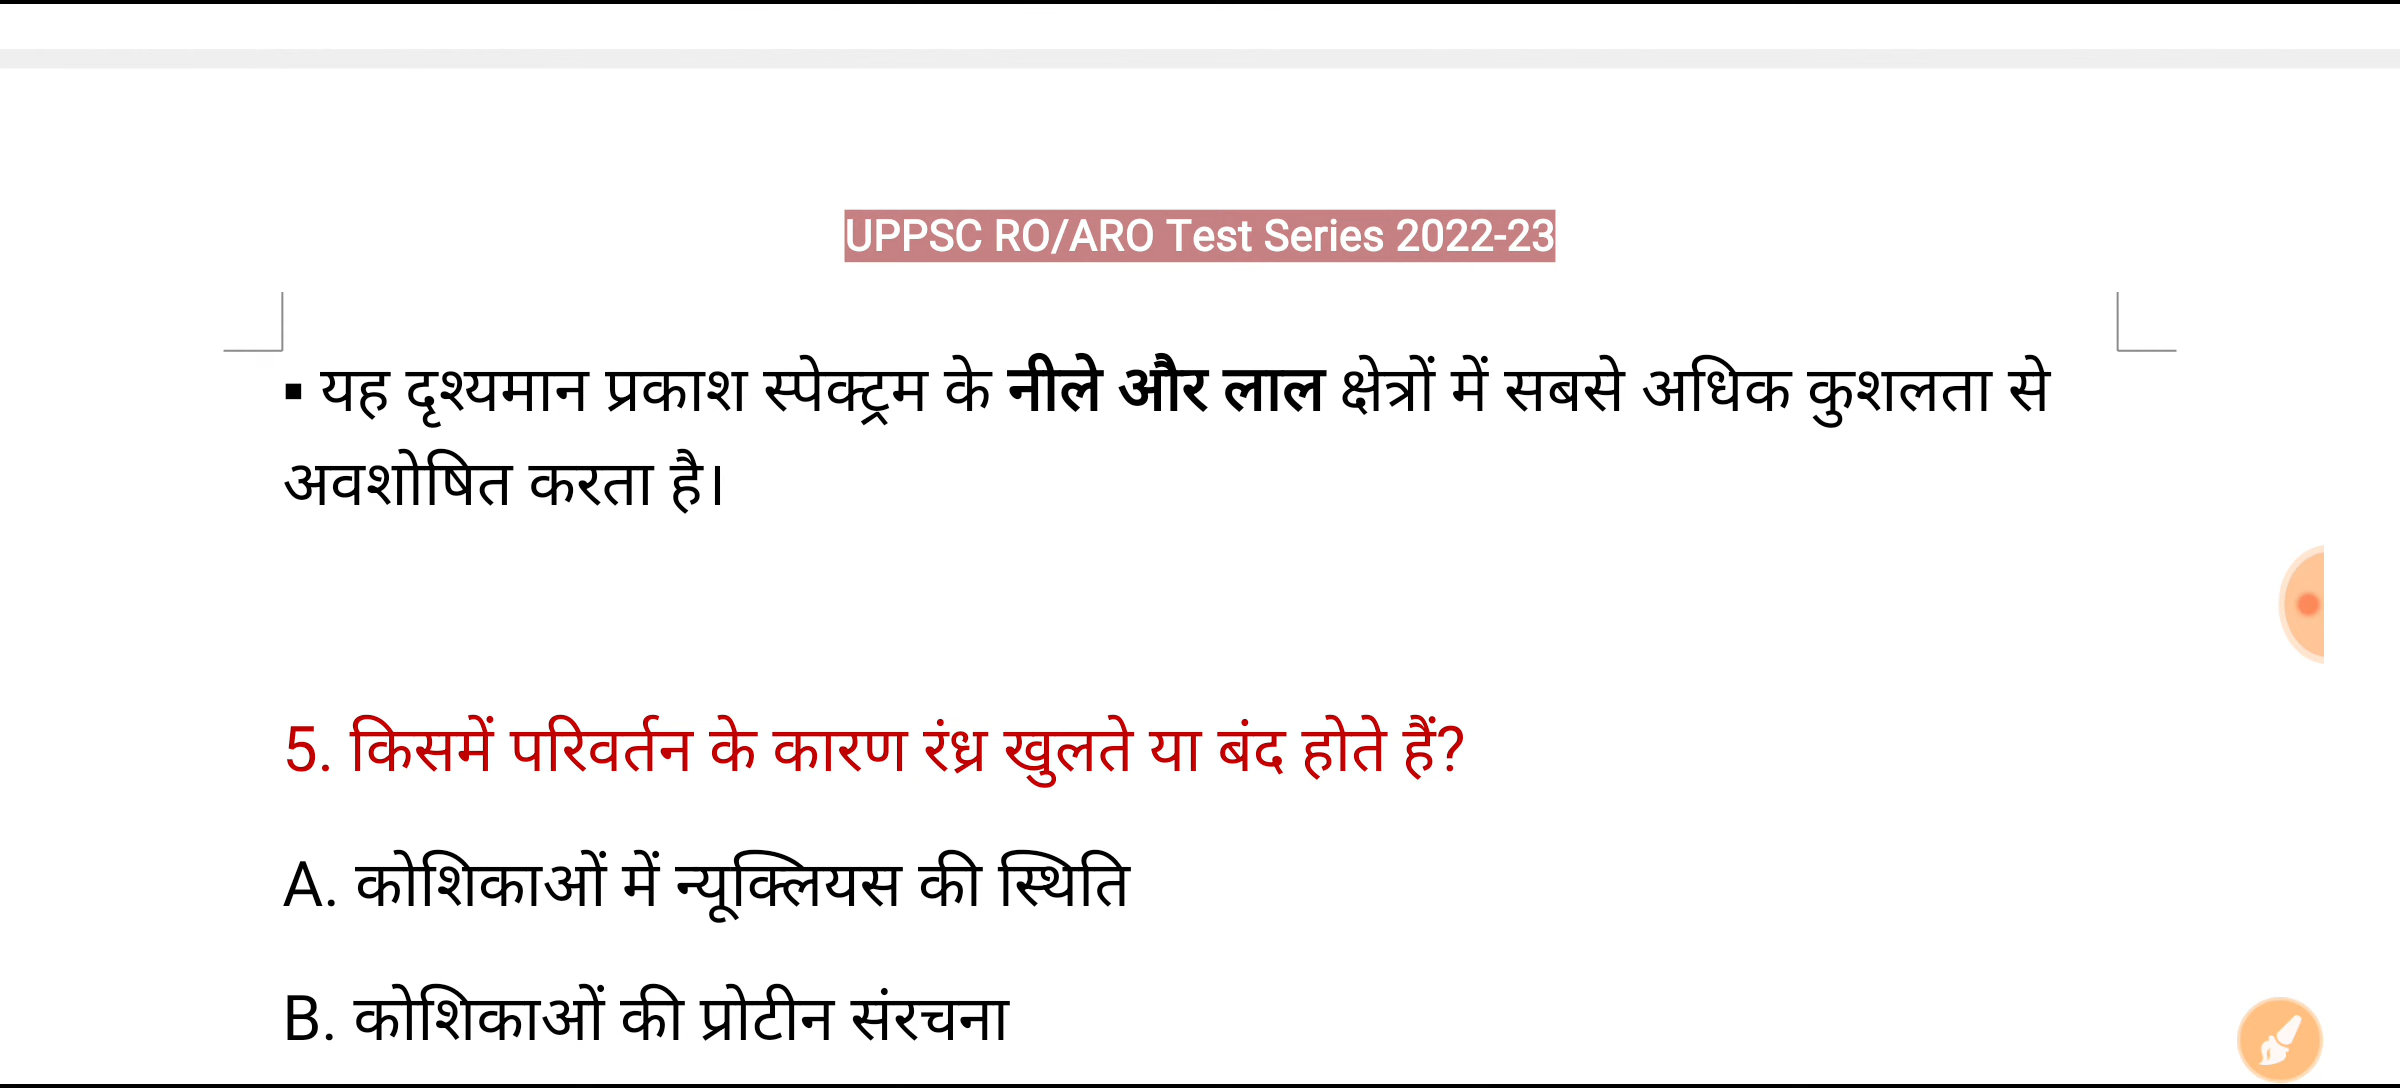 UPPSC RO/ARO Test Series 2022-23
▪ यह दृश्यमान प्रकाश स्पेक्ट्रम के नीले और लाल क्षेत्रों में सबसे अधिक कुशलता से
अवशोषित करता है।
5. किसमें परिवर्तन के कारण रंध्र खुलते या बंद होते हैं?
A. कोशिकाओं में न्यूक्लियस की स्थिति
B. कोशिकाओं की प्रोटीन संरचना